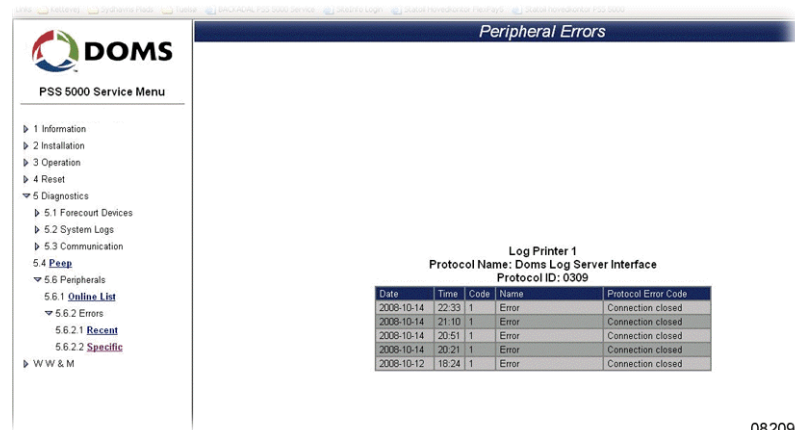 Peripheral Errors
DOMS
PSS 5000 Service Menu
1 Information
2 Installation
3 Operation
4 Reset
5 Diagnostics
5.1 Forecourt Devices
5.2 System Logs
5.3 Communication
5.4 Peep
5.6 Peripherals
5.6.1 Online List
5.6.2 Errors
5.6.2.1 Recent
5.6.2.2 Specific
W W & M
Log Printer 1
Protocol Name: Doms Log Server Interface
Protocol ID: 0309
Date Time Code Name Protocol Error Code
2008-10-14 22:33 1 Error Connection closed
2008-10-14 21:10 1 Error Connection closed
2008-10-14 20:51 1 Error Connection closed
2008-10-14 20:21 1 Error Connection closed
2008-10-12 18:24 1 Error Connection closed
08209